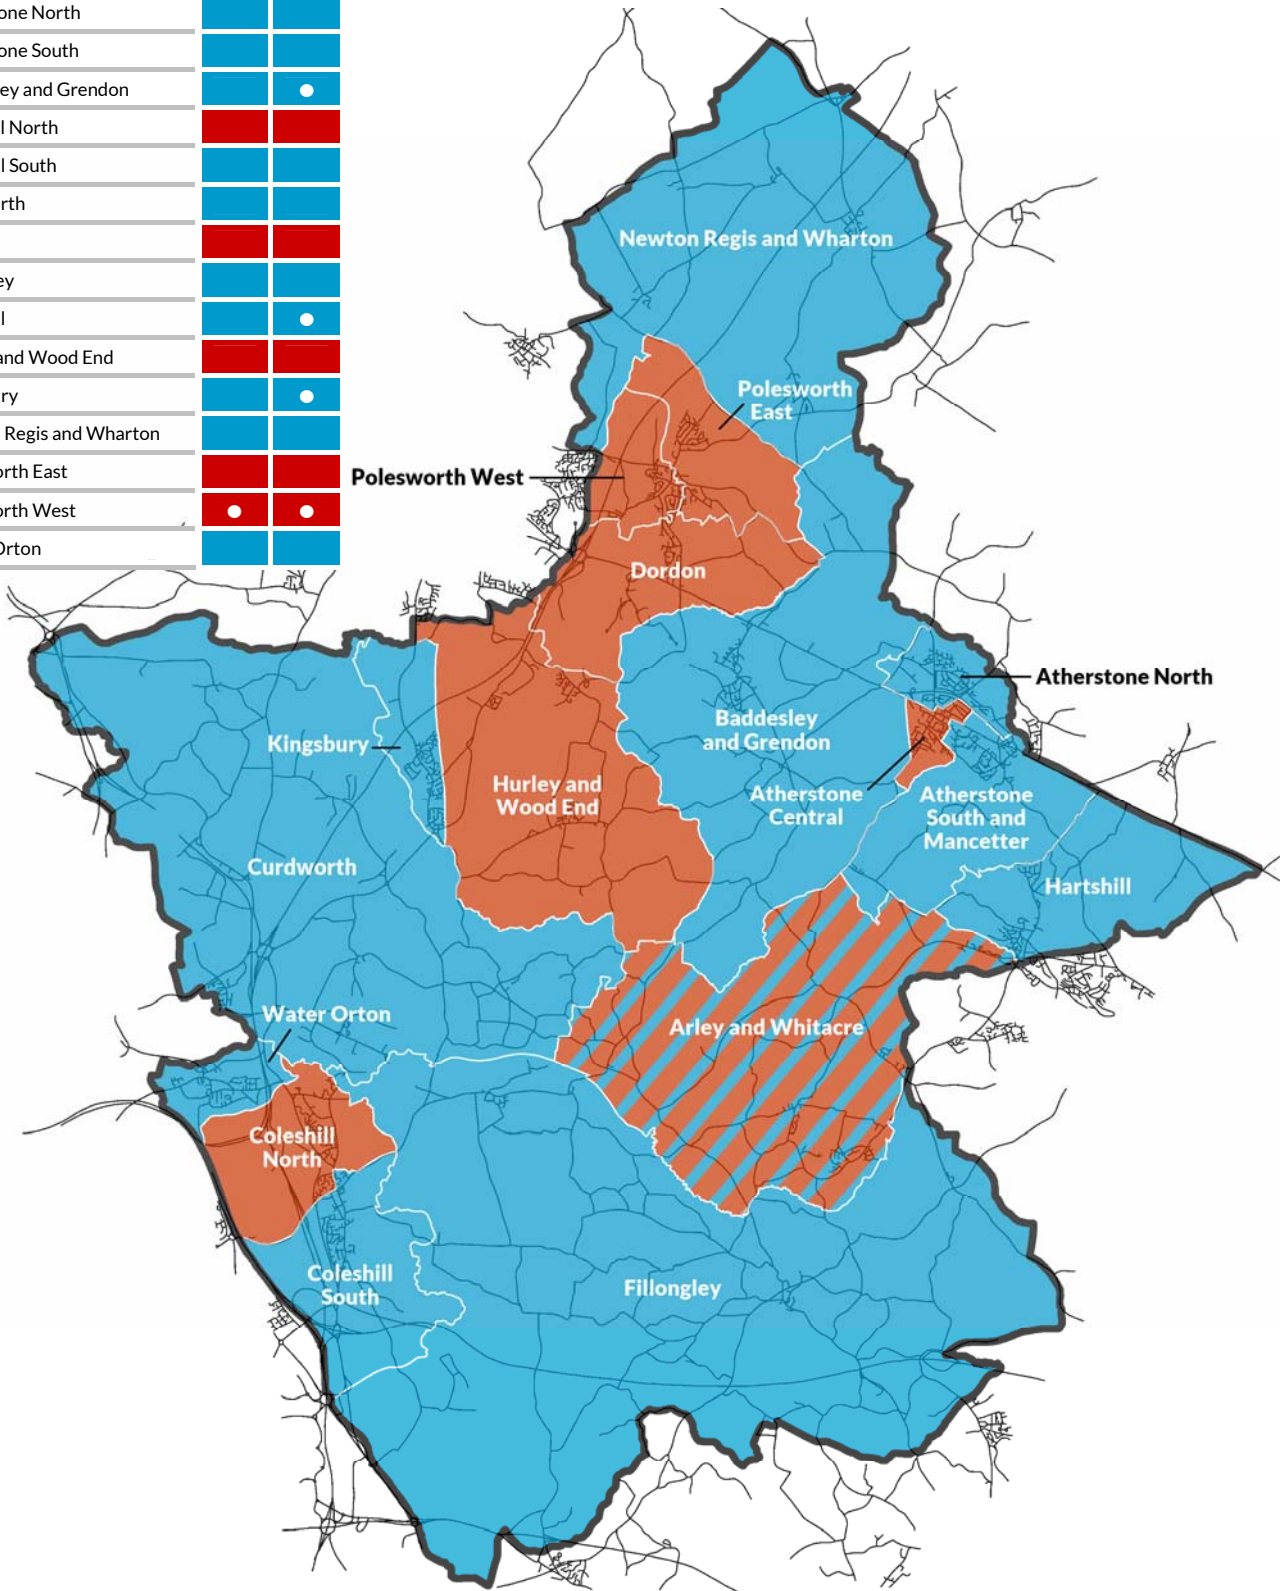 one North
one South
ey and Grendon
l North
l South
rth
ey
l
and Wood End
ry
Regis and Wharton
orth East
orth West
Orton
Newton Regis and Wharton
Polesworth
East
Polesworth West
Dordon
Atherstone North
Baddesley
and Grendon
Kingsbury
Hurley and
Wood End
Atherstone
Central
Atherstone
South and
Mancetter
Curdworth
Hartshill
Water Orton
Arley and Whitacre
Coleshill
North
Coleshill
South
Fillongley